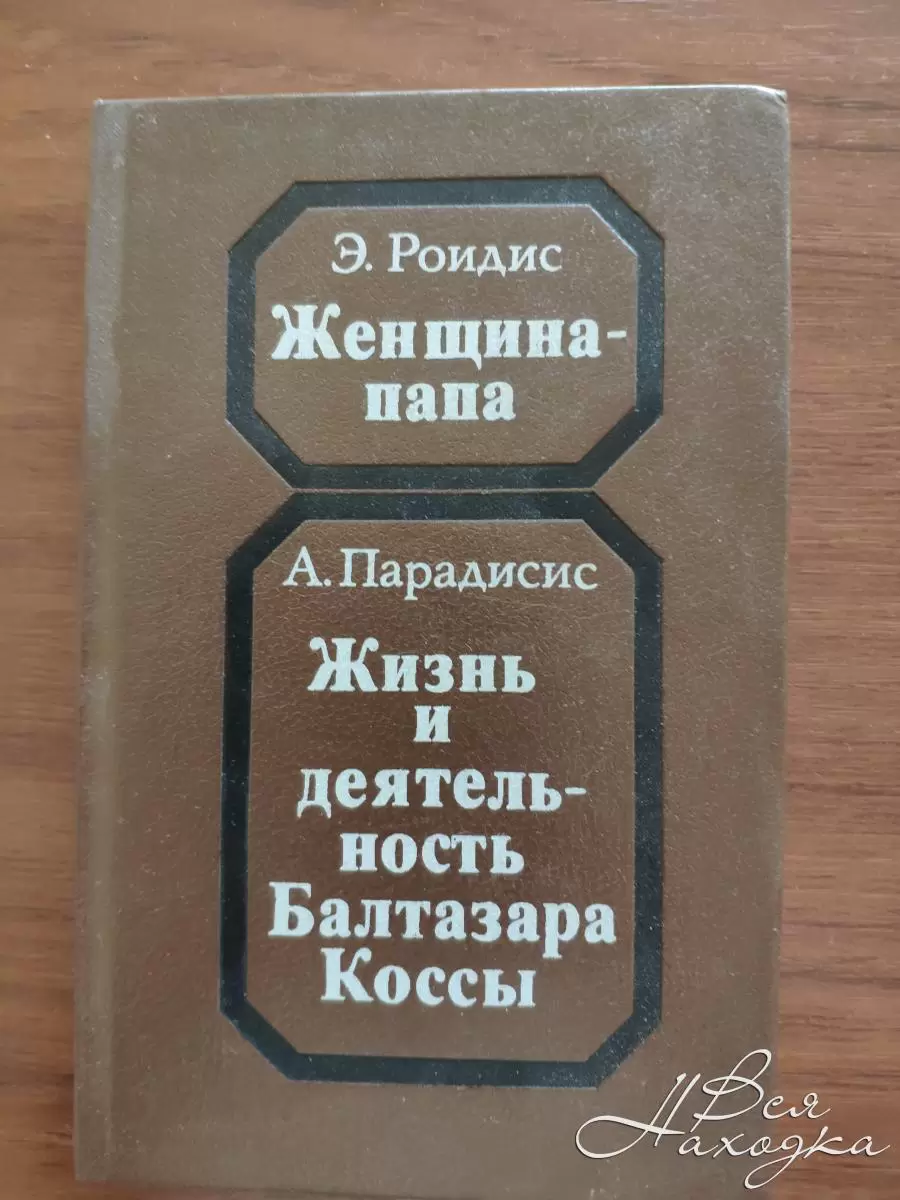 Э. Роидис
Женщина-
папа
А. Парадисис
Жизнь
и
деятель-
ность
Балтазара
Коссы
Вся
Находка